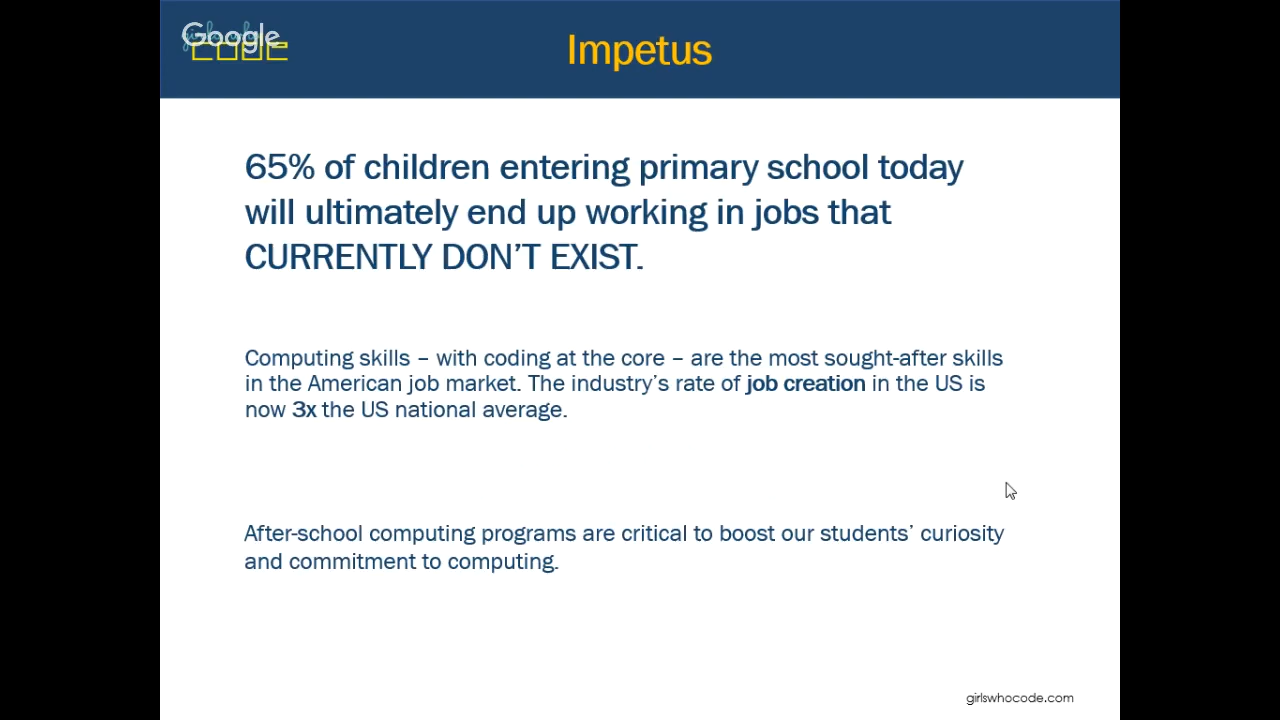 Google
CODE
Impetus
65% of children entering primary school today
will ultimately end up working in jobs that
CURRENTLY DON’T EXIST.
Computing skills – with coding at the core – are the most sought-after skills
in the American job market. The industry’s rate of job creation in the US is
now 3x the US national average.
After-school computing programs are critical to boost our students’ curiosity
and commitment to computing.
girlswhocode.com